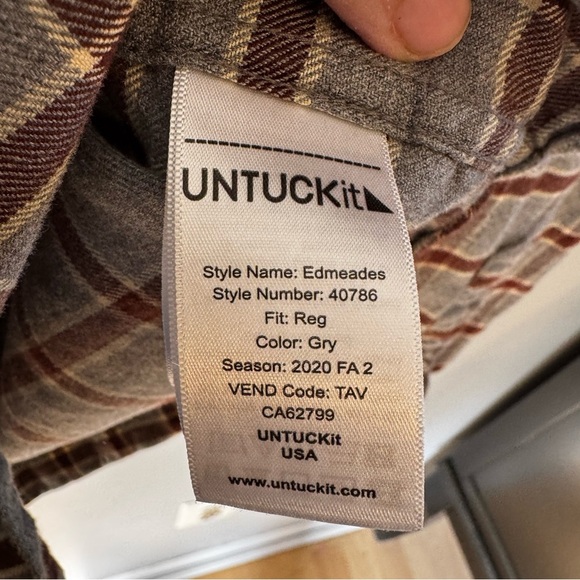 UNTUCKit
Style Name: Edmeades
Style Number: 40786
Fit: Reg
Color: Gry
Season: 2020 FA 2
VEND Code: TAV
CA62799
UNTUCKit
USA
www.untuckit.com